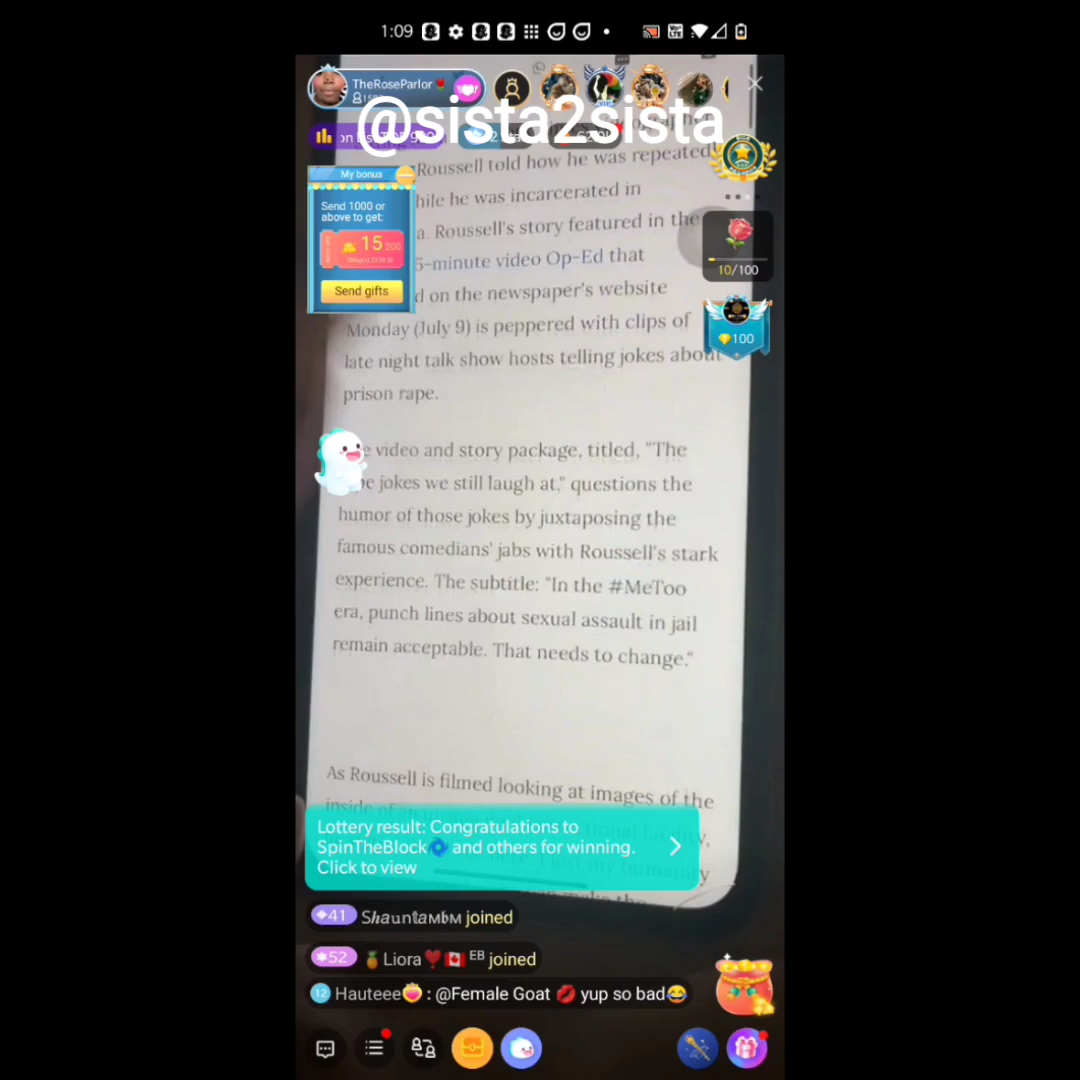 1:09
TheRoseParlor🌹
@sista2sista
My bonus
Roussell told how he was repeated
Send 1000 or
above to get:
hile he was incarcerated in
15 200
a. Roussell's story featured in the
5-minute video Op-Ed that
10/100
Send gifts
d on the newspaper's website
Monday (July 9) is peppered with clips of
100
late night talk show hosts telling jokes about
prison rape.
e video and story package, titled, "The
e jokes we still laugh at," questions the
humor of those jokes by juxtaposing the
famous comedians' jabs with Roussell's stark
experience. The subtitle: "In the #MeToo
era, punch lines about sexual assault in jail
remain acceptable. That needs to change."
As Roussell is filmed looking at images of the
inside of an
Lottery result: Congratulations to
SpinTheBlock🌀 and others for winning.
Click to view
41 Shauntambm joined
52 🍍Liora❣️🇨🇦 EB joined
12 Hauteee : @Female Goat 💋 yup so bad😂